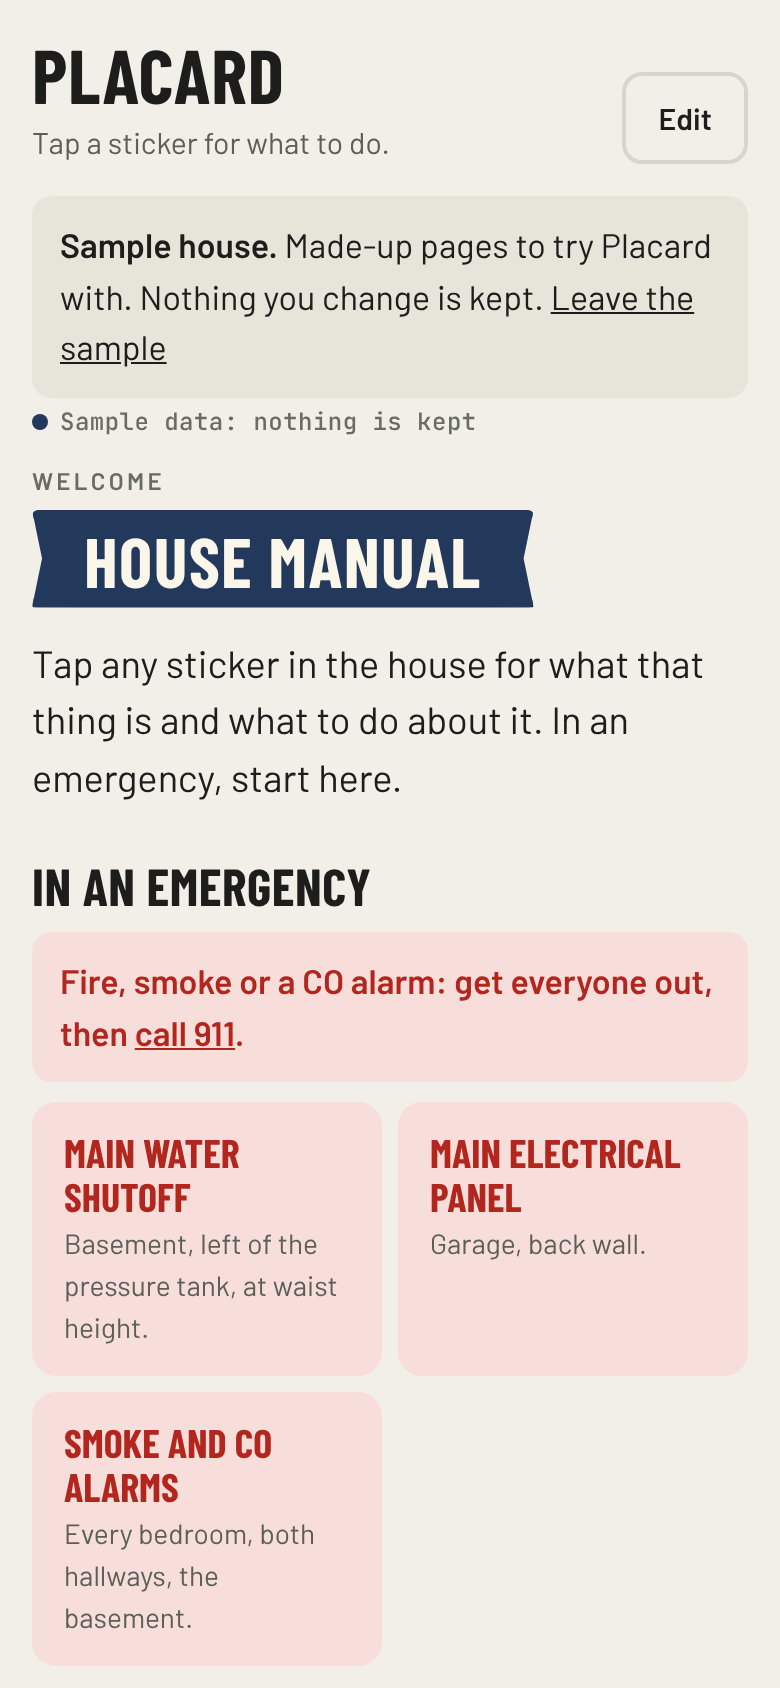 PLACARD
Tap a sticker for what to do.
Edit
Sample house. Made-up pages to try Placard
with. Nothing you change is kept. Leave the
sample
Sample data: nothing is kept
WELCOME
HOUSE MANUAL
Tap any sticker in the house for what that
thing is and what to do about it. In an
emergency, start here.
IN AN EMERGENCY
Fire, smoke or a CO alarm: get everyone out,
then call 911.
MAIN WATER
SHUTOFF
Basement, left of the
pressure tank, at waist
height.
MAIN ELECTRICAL
PANEL
Garage, back wall.
SMOKE AND CO
ALARMS
Every bedroom, both
hallways, the
basement.